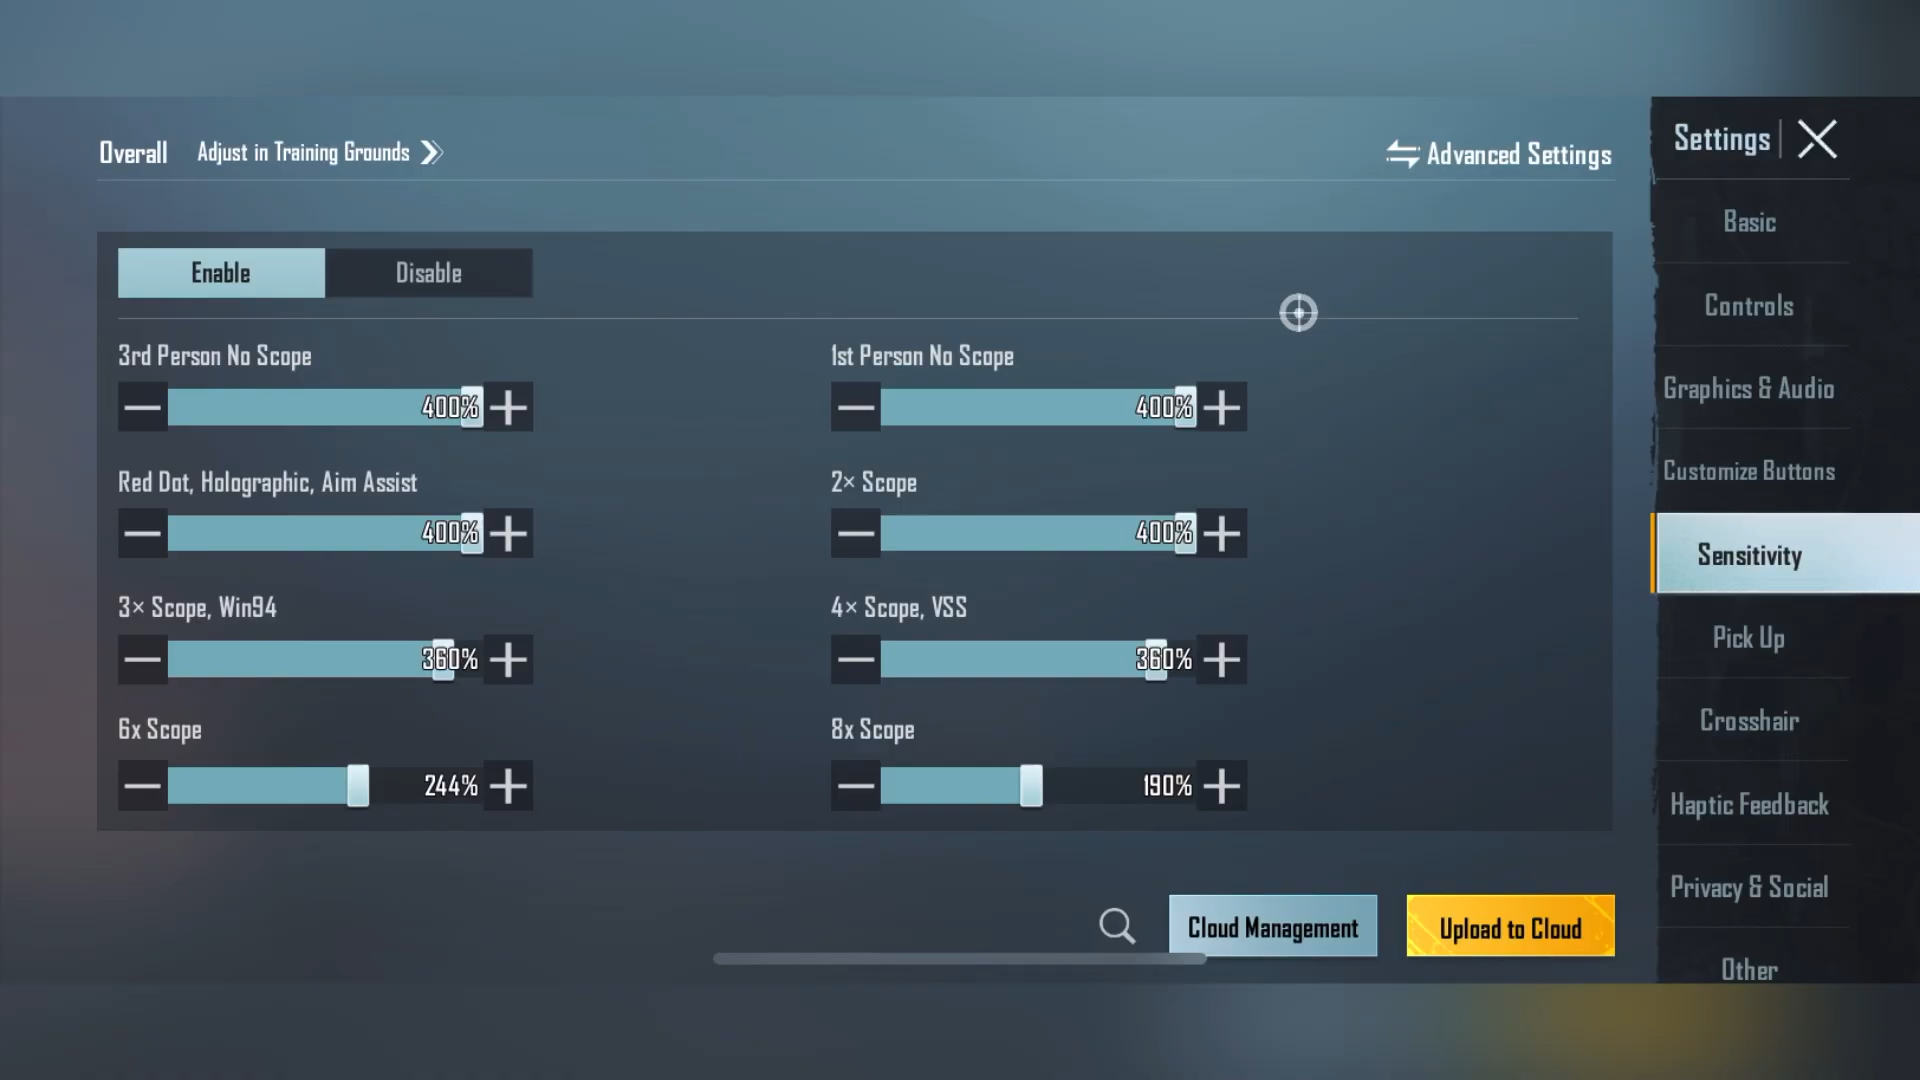 Overall
Adjust in Training Grounds
Advanced Settings
Settings
Enable
Disable
3rd Person No Scope
400%
1st Person No Scope
400%
Red Dot, Holographic, Aim Assist
400%
2× Scope
400%
3× Scope, Win94
360%
4× Scope, VSS
360%
6x Scope
244%
8x Scope
190%
Cloud Management
Upload to Cloud
Basic
Controls
Graphics & Audio
Customize Buttons
Sensitivity
Pick Up
Crosshair
Haptic Feedback
Privacy & Social
Other